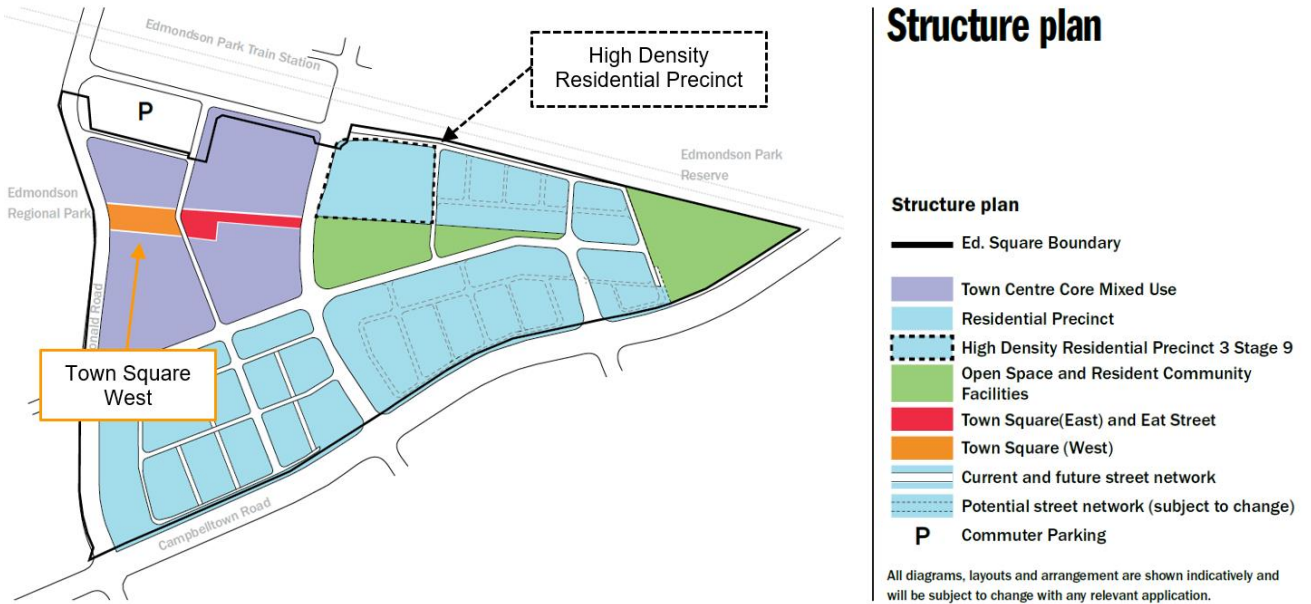 Edmondson Park Train Station
High Density
Residential Precinct
P
Edmondson Park
Reserve
Edmondson
Regional Park
onald Road
Town Square
West
Campbelltown Road
Structure plan
Structure plan
Ed. Square Boundary
Town Centre Core Mixed Use
Residential Precinct
High Density Residential Precinct 3 Stage 9
Open Space and Resident Community
Facilities
Town Square(East) and Eat Street
Town Square (West)
Current and future street network
Potential street network (subject to change)
P Commuter Parking
All diagrams, layouts and arrangement are shown indicatively and
will be subject to change with any relevant application.